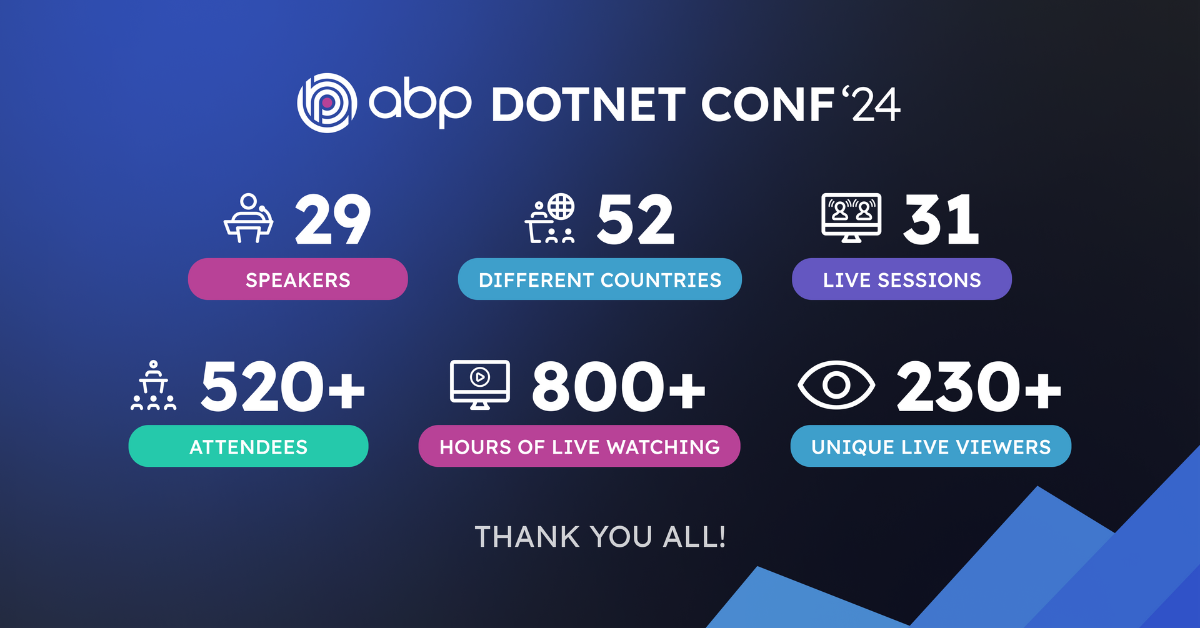 abp DOTNET CONF ‘24
29
SPEAKERS
52
DIFFERENT COUNTRIES
31
LIVE SESSIONS
520+
ATTENDEES
800+
HOURS OF LIVE WATCHING
230+
UNIQUE LIVE VIEWERS
THANK YOU ALL!